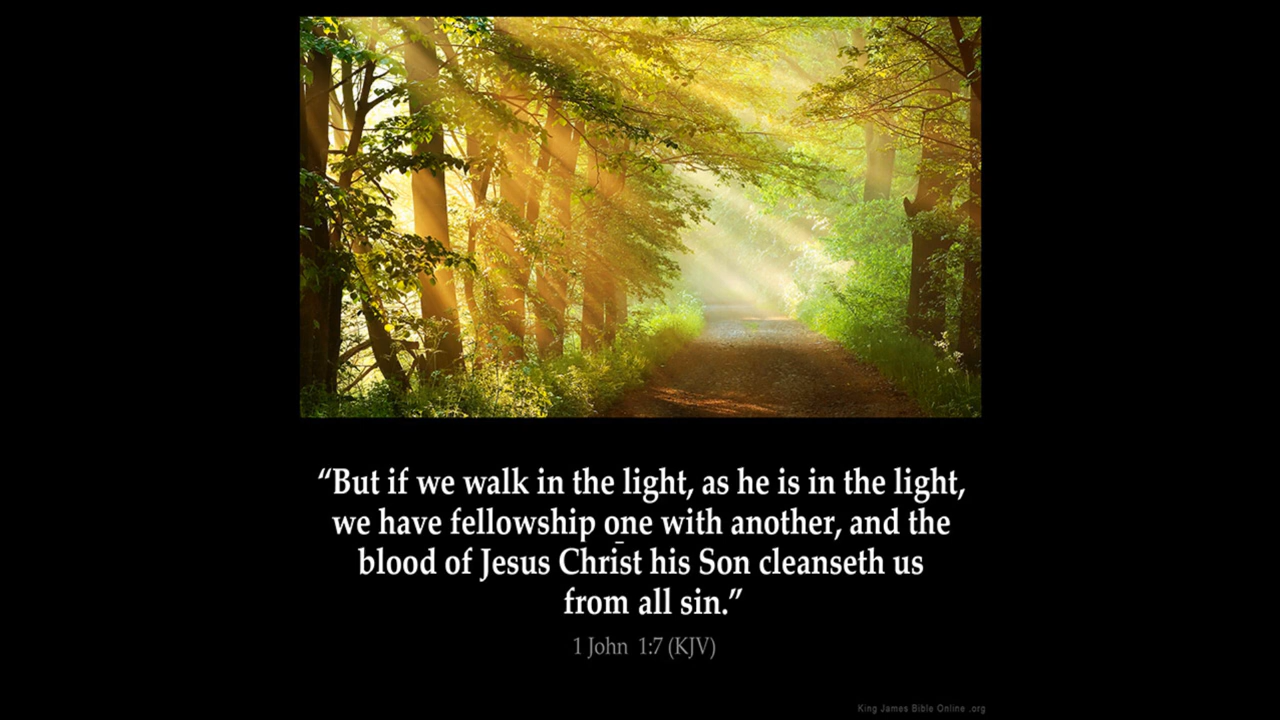 “But if we walk in the light, as he is in the light,
we have fellowship one with another, and the
blood of Jesus Christ his Son cleanseth us
from all sin.”
1 John 1:7 (KJV)
King James Bible Online .org